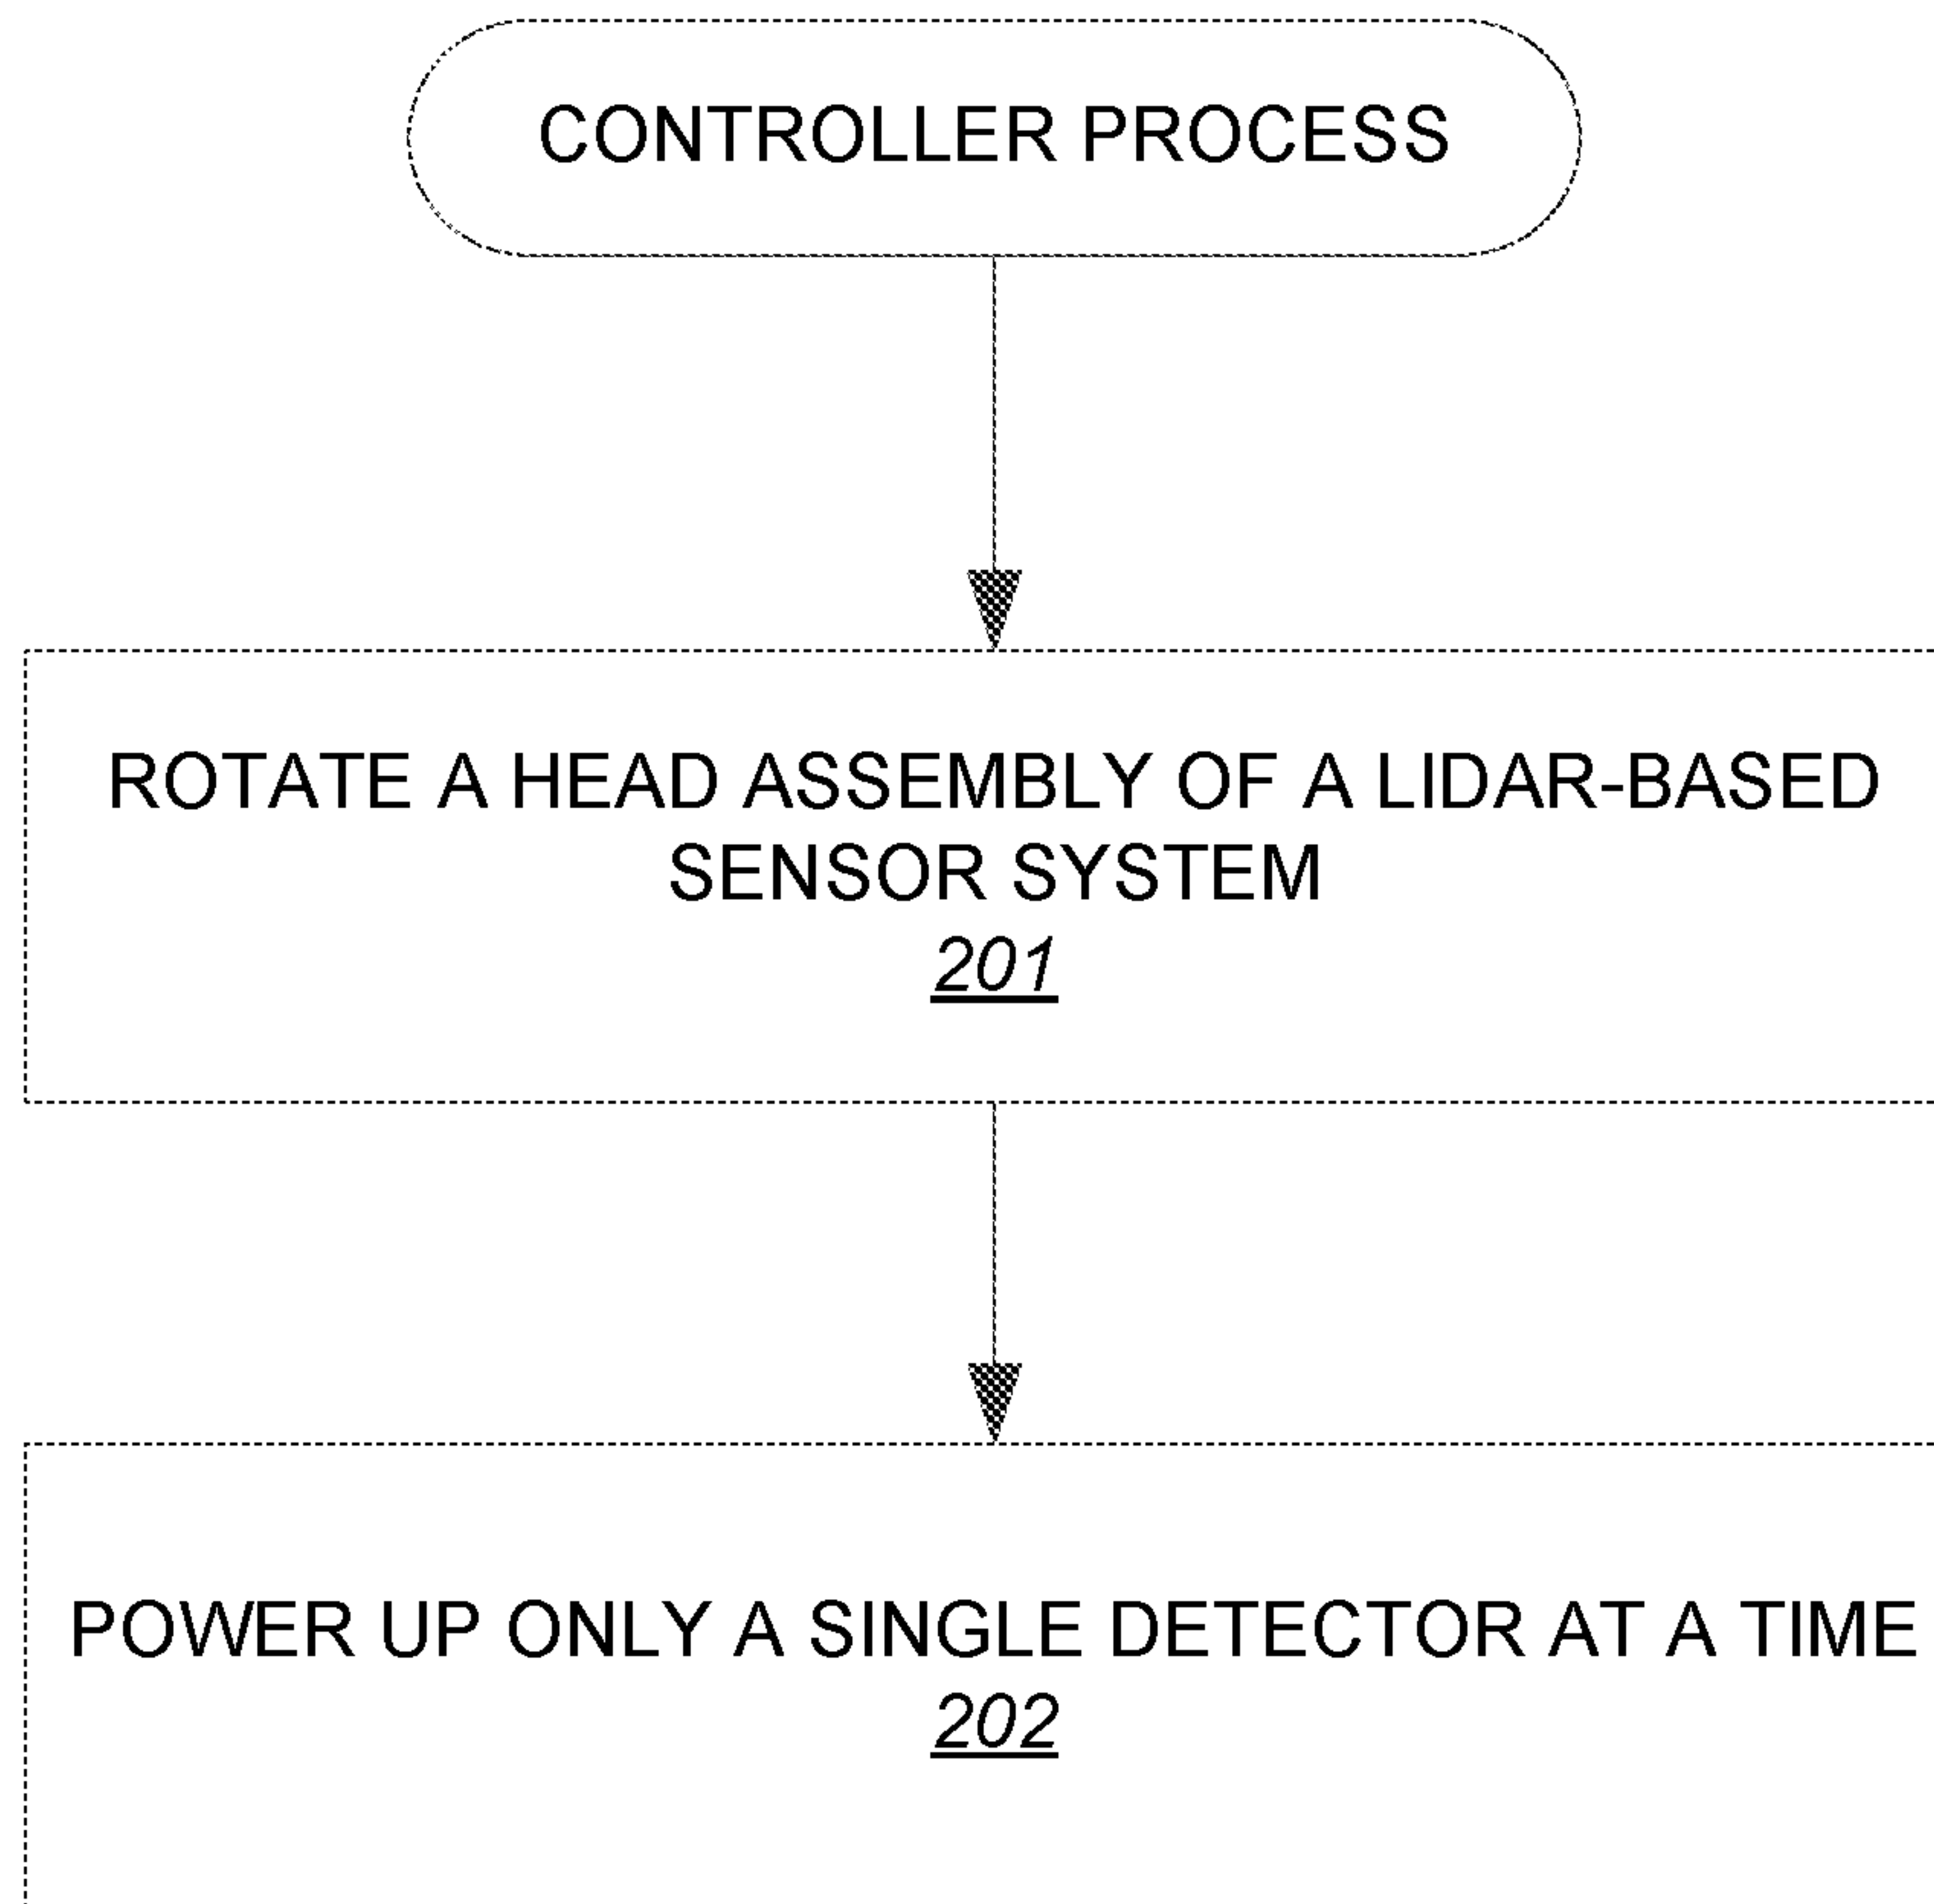 CONTROLLER PROCESS
ROTATE A HEAD ASSEMBLY OF A LIDAR-BASED
SENSOR SYSTEM
201
POWER UP ONLY A SINGLE DETECTOR AT A TIME
202